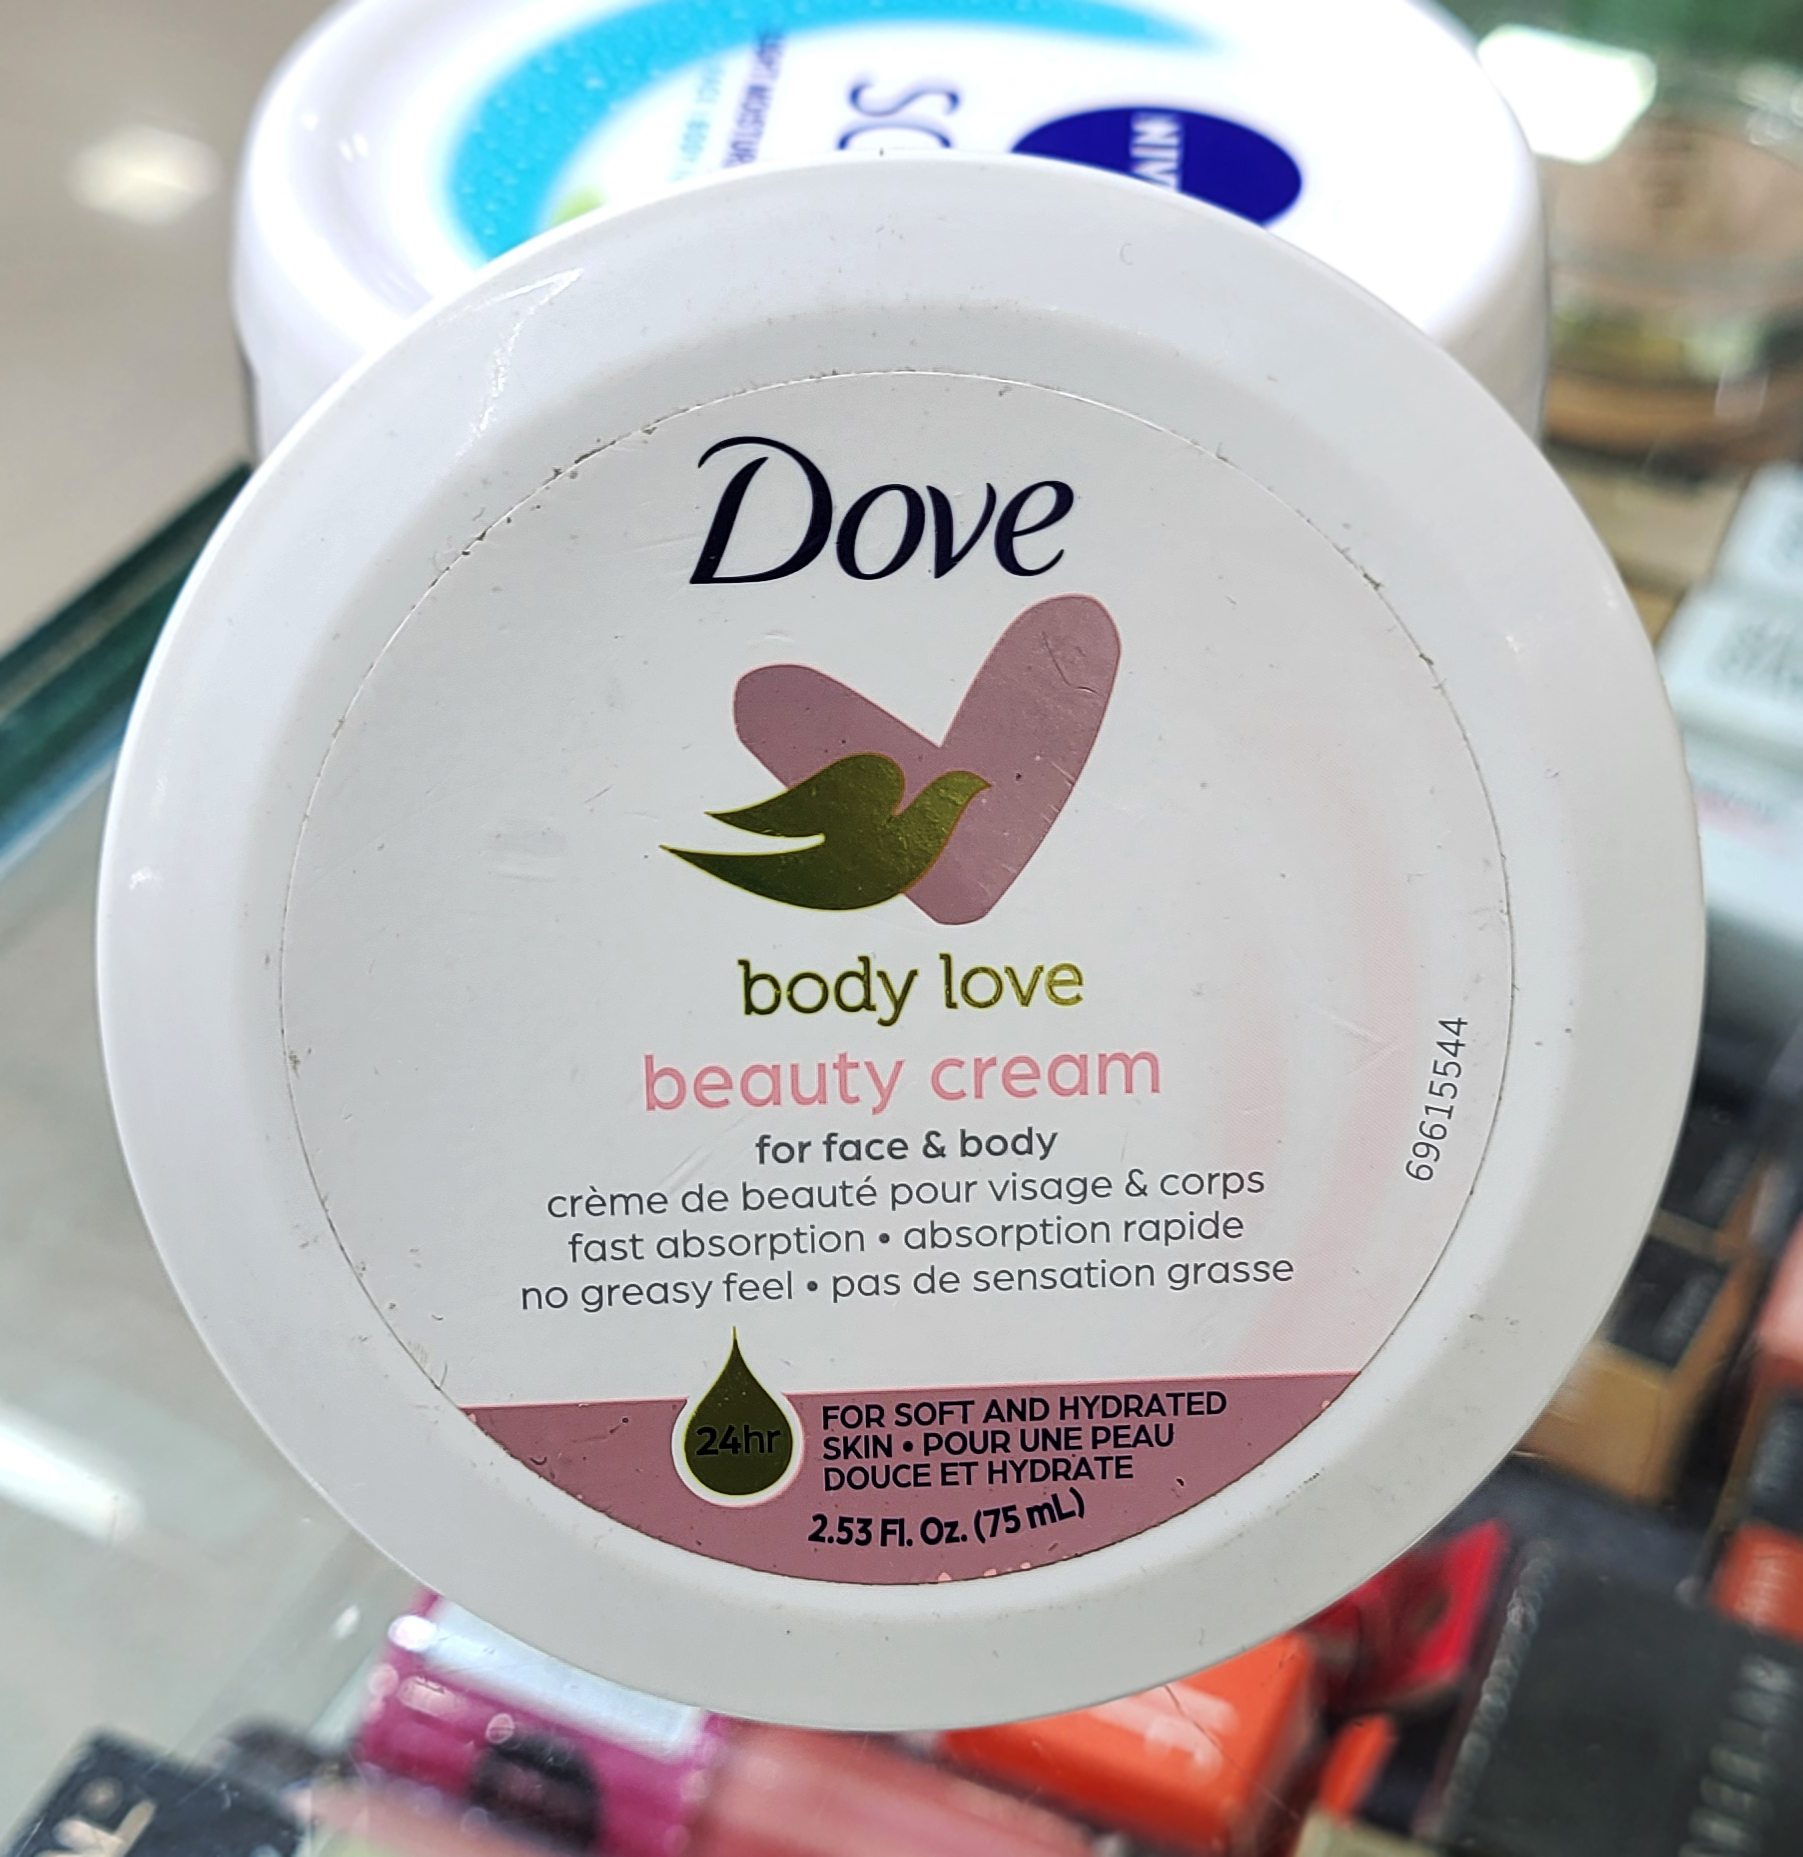 NIVE
SO
Dove
body love
beauty cream
for face & body
crème de beauté pour visage & corps
fast absorption • absorption rapide
no greasy feel • pas de sensation grasse
69615544
24hr
FOR SOFT AND HYDRATED
SKIN • POUR UNE PEAU
DOUCE ET HYDRATE
2.53 Fl. Oz. (75 mL)